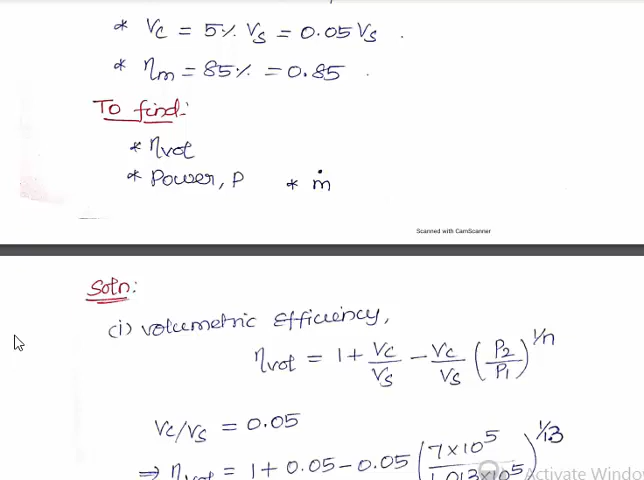 * Vc = 5% Vs = 0.05 Vs .
* ηm = 85% = 0.85 .
To find:
* ηvol
* Power, P * ṁ
Scanned with CamScanner
Soln:
(i) Volumetric Efficiency,
ηvol = 1 + Vc/Vs - Vc/Vs (P2/P1)^1/n
Vc/Vs = 0.05
⇒ ηvol = 1 + 0.05 - 0.05 (7×10^5/1.013×10^5)^1/1.3
Activate Windo